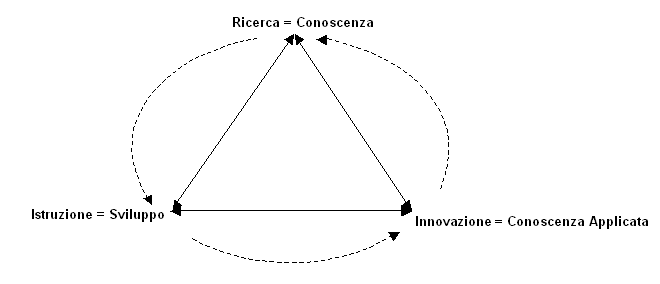 Ricerca = Conoscenza
Istruzione = Sviluppo
Innovazione = Conoscenza Applicata